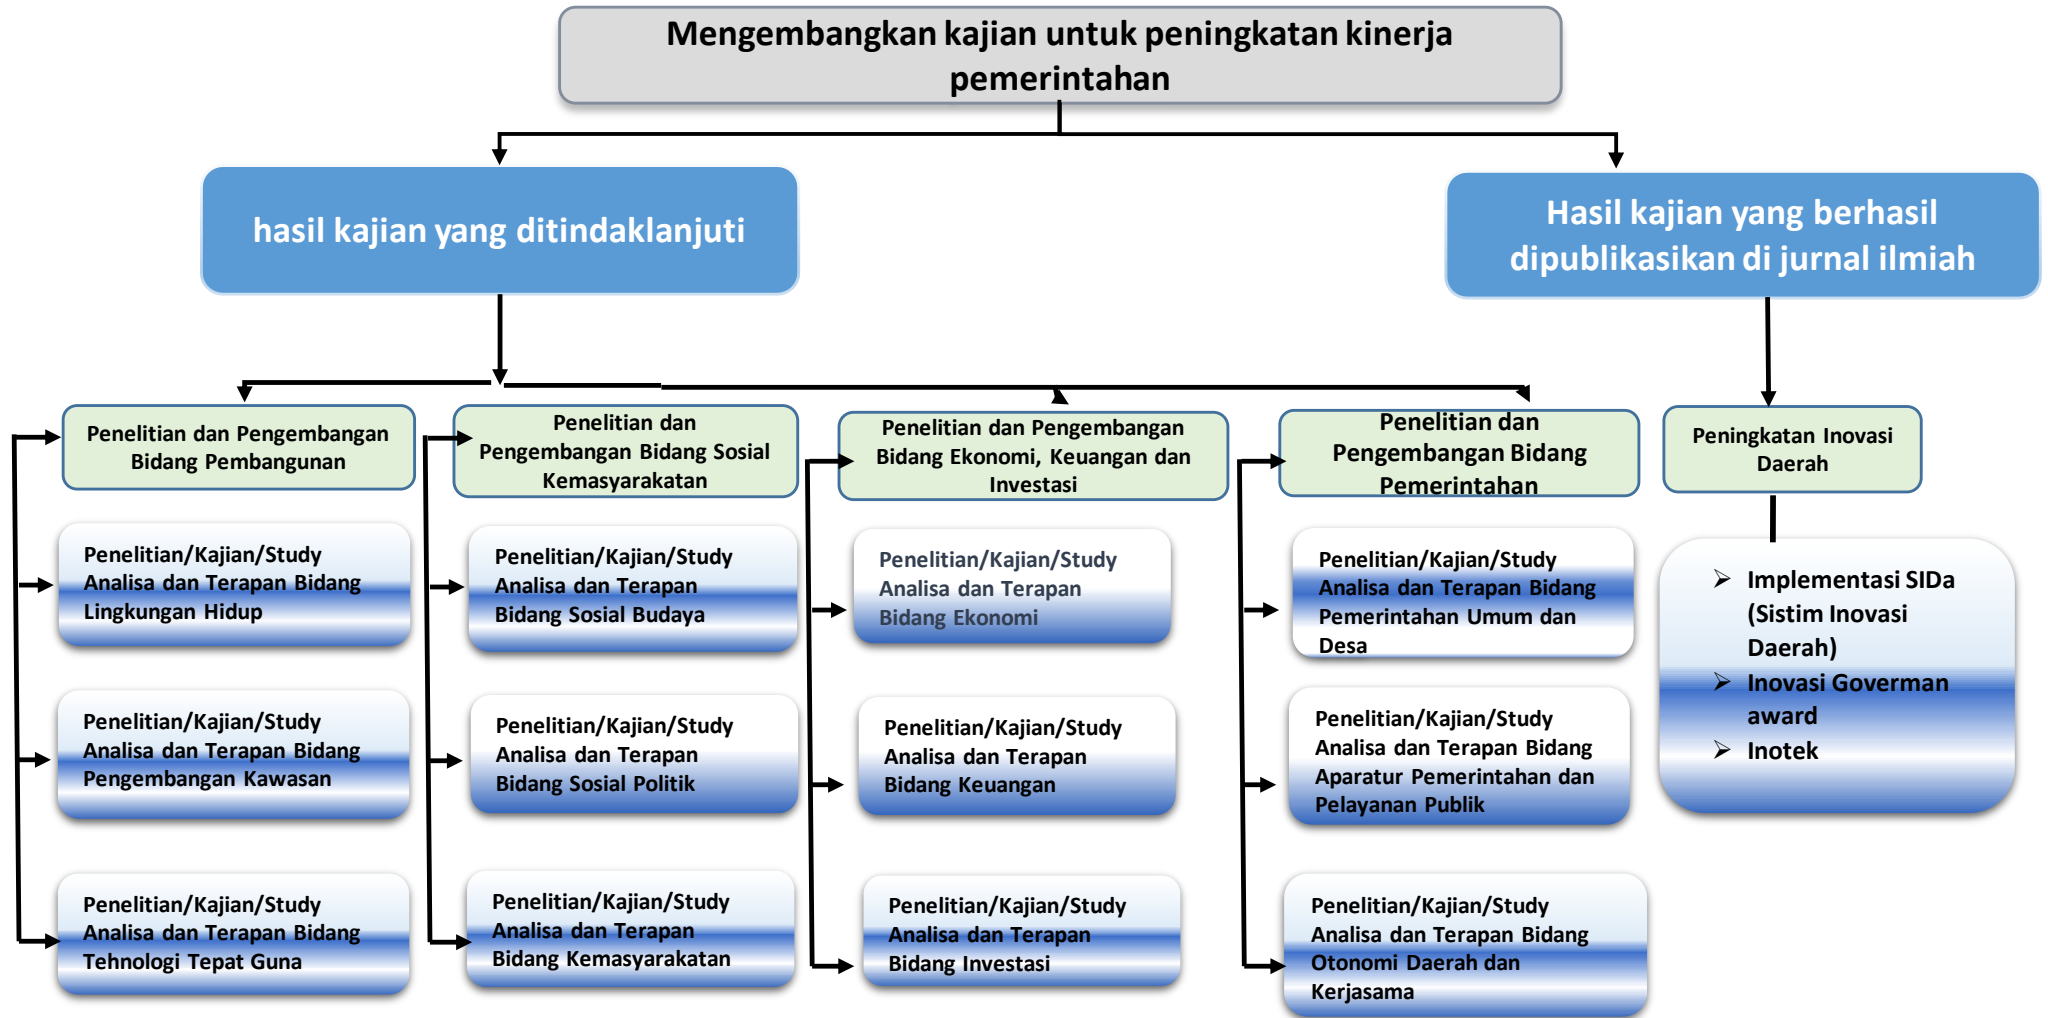 Mengembangkan kajian untuk peningkatan kinerja
pemerintahan
hasil kajian yang ditindaklanjuti
Hasil kajian yang berhasil
dipublikasikan di jurnal ilmiah
Penelitian dan Pengembangan
Bidang Pembangunan
Penelitian/Kajian/Study
Analisa dan Terapan Bidang
Lingkungan Hidup
Penelitian/Kajian/Study
Analisa dan Terapan Bidang
Pengembangan Kawasan
Penelitian/Kajian/Study
Analisa dan Terapan Bidang
Tehnologi Tepat Guna
Penelitian dan
Pengembangan Bidang Sosial
Kemasyarakatan
Penelitian/Kajian/Study
Analisa dan Terapan
Bidang Sosial Budaya
Penelitian/Kajian/Study
Analisa dan Terapan
Bidang Sosial Politik
Penelitian/Kajian/Study
Analisa dan Terapan
Bidang Kemasyarakatan
Penelitian dan Pengembangan
Bidang Ekonomi, Keuangan dan
Investasi
Penelitian/Kajian/Study
Analisa dan Terapan
Bidang Ekonomi
Penelitian/Kajian/Study
Analisa dan Terapan
Bidang Keuangan
Penelitian/Kajian/Study
Analisa dan Terapan
Bidang Investasi
Penelitian dan
Pengembangan Bidang
Pemerintahan
Penelitian/Kajian/Study
Analisa dan Terapan Bidang
Pemerintahan Umum dan
Desa
Penelitian/Kajian/Study
Analisa dan Terapan Bidang
Aparatur Pemerintahan dan
Pelayanan Publik
Penelitian/Kajian/Study
Analisa dan Terapan Bidang
Otonomi Daerah dan
Kerjasama
Peningkatan Inovasi
Daerah
➢ Implementasi SIDa
(Sistim Inovasi
Daerah)
➢ Inovasi Goverman
award
➢ Inotek